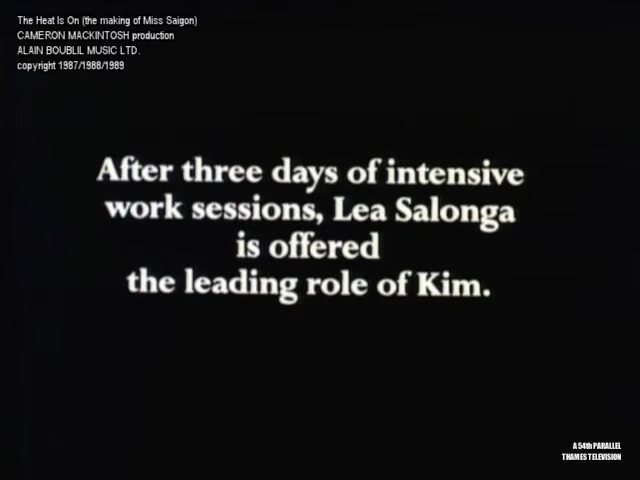 The Heat Is On (the making of Miss Saigon)
CAMERON MACKINTOSH production
ALAIN BOUBLIL MUSIC LTD.
copyright 1987/1988/1989
After three days of intensive
work sessions, Lea Salonga
is offered
the leading role of Kim.
A 54th PARALLEL
THAMES TELEVISION